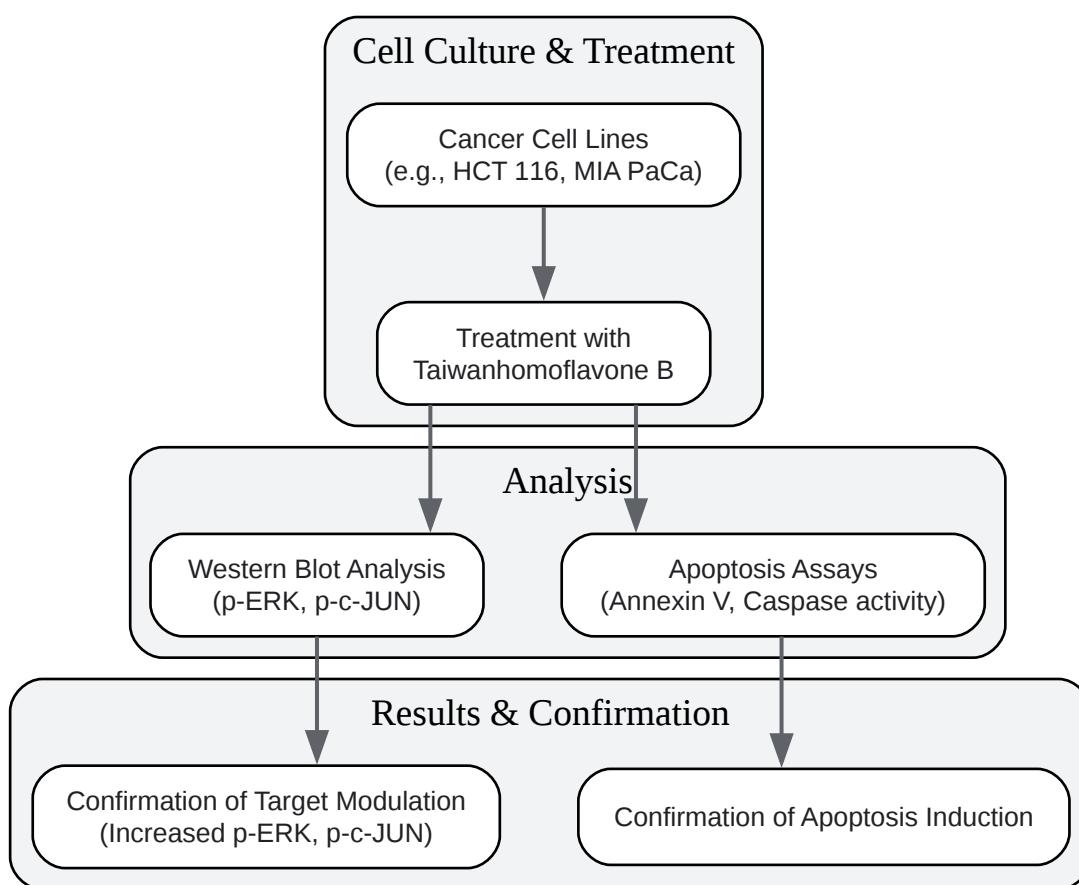 Cell Culture & Treatment
Cancer Cell Lines
(e.g., HCT 116, MIA PaCa)
Treatment with
Taiwanhomoflavone B
Analysis
Western Blot Analysis
(p-ERK, p-c-JUN)
Apoptosis Assays
(Annexin V, Caspase activity)
Results & Confirmation
Confirmation of Target Modulation
(Increased p-ERK, p-c-JUN)
Confirmation of Apoptosis Induction